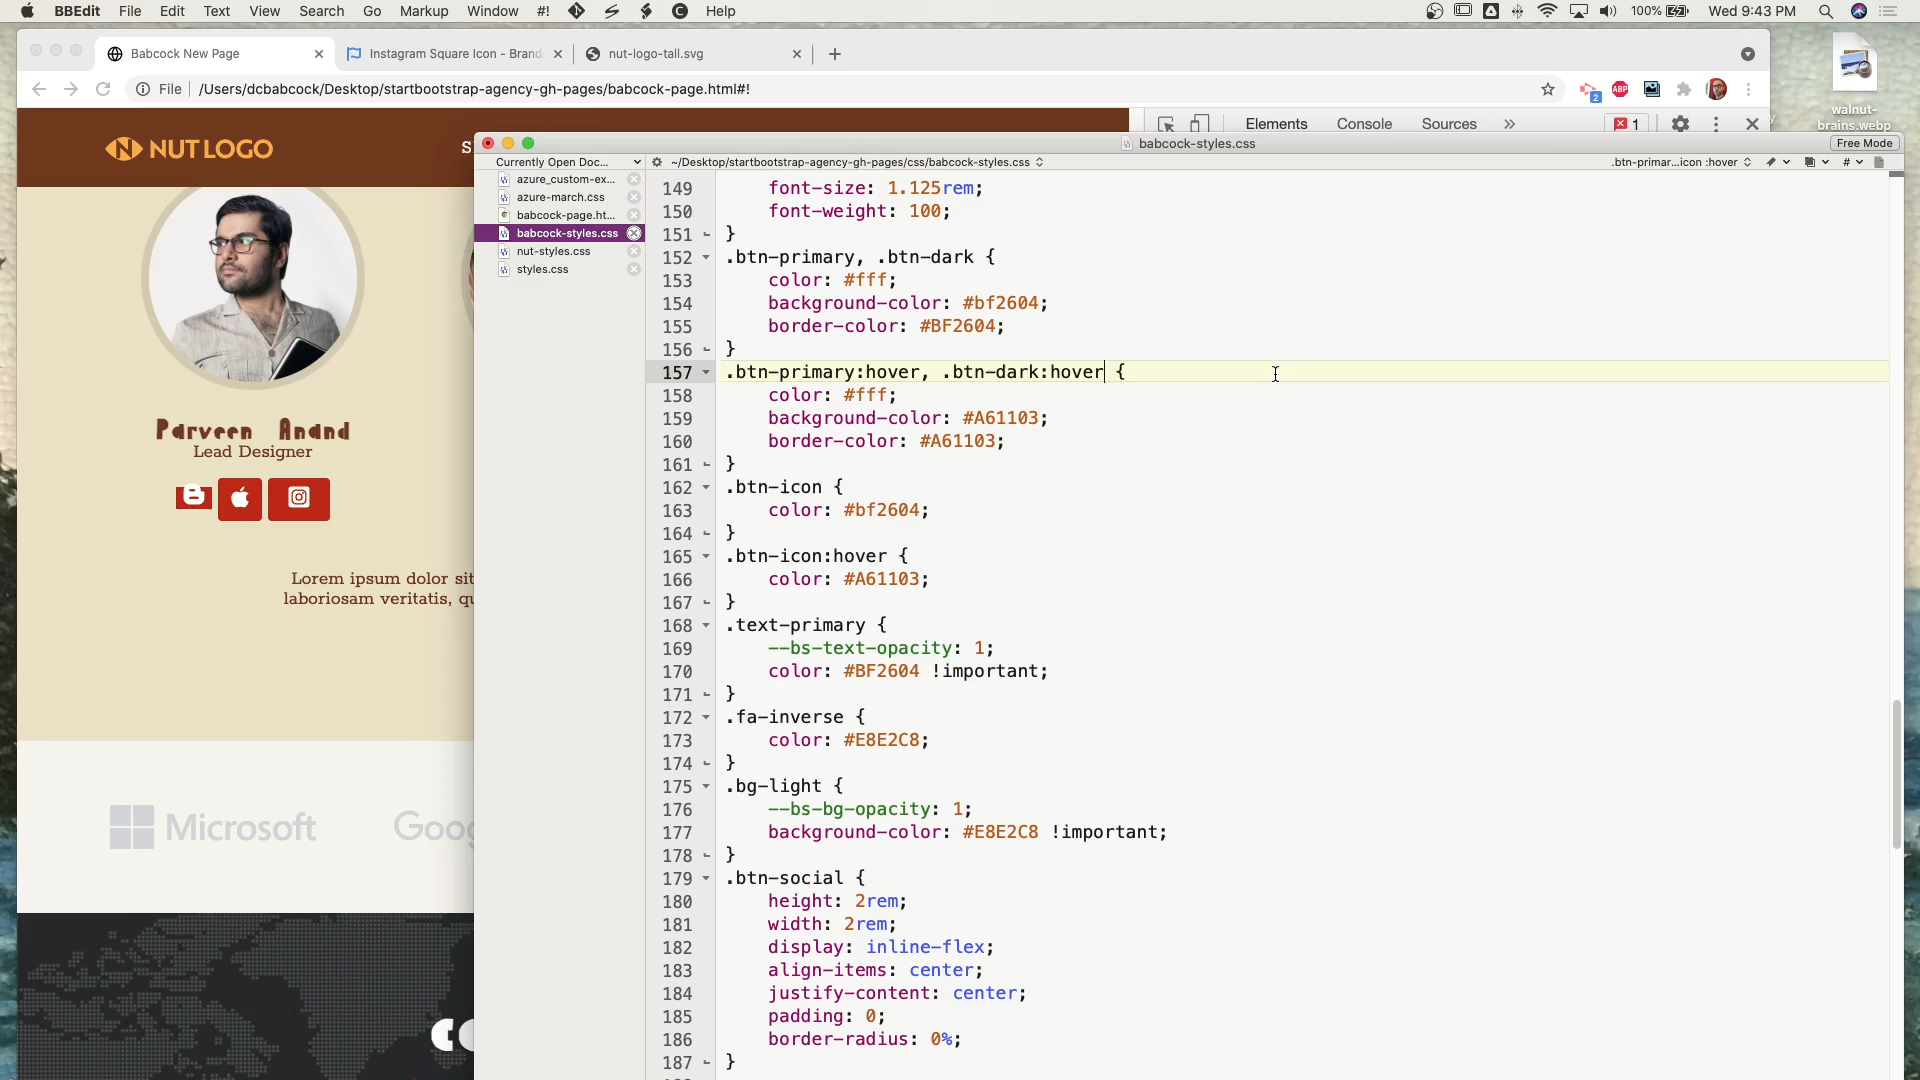 BBEdit File Edit Text View Search Go Markup Window #! Help 100% Wed 9:43 PM
Babcock New Page
Instagram Square Icon - Brand
nut-logo-tall.svg
File /Users/dcbabcock/Desktop/startbootstrap-agency-gh-pages/babcock-page.html#!
ABP 2
walnut-
brains.webp
NUT LOGO
S
Elements Console Sources » 1
babcock-styles.css
Free Mode
Currently Open Doc...
~/Desktop/startbootstrap-agency-gh-pages/css/babcock-styles.css
.btn-primar...icon :hover
azure_custom-ex...
azure-march.css
babcock-page.ht...
babcock-styles.css
nut-styles.css
styles.css
149 font-size: 1.125rem;
150 font-weight: 100;
151 }
152 .btn-primary, .btn-dark {
153 color: #fff;
154 background-color: #bf2604;
155 border-color: #BF2604;
156 }
157 .btn-primary:hover, .btn-dark:hover {
158 color: #fff;
159 background-color: #A61103;
160 border-color: #A61103;
161 }
162 .btn-icon {
163 color: #bf2604;
164 }
165 .btn-icon:hover {
166 color: #A61103;
167 }
168 .text-primary {
169 --bs-text-opacity: 1;
170 color: #BF2604 !important;
171 }
172 .fa-inverse {
173 color: #E8E2C8;
174 }
175 .bg-light {
176 --bs-bg-opacity: 1;
177 background-color: #E8E2C8 !important;
178 }
179 .btn-social {
180 height: 2rem;
181 width: 2rem;
182 display: inline-flex;
183 align-items: center;
184 justify-content: center;
185 padding: 0;
186 border-radius: 0%;
187 }
Parveen Anand
Lead Designer
Lorem ipsum dolor sit
laboriosam veritatis, qu
Microsoft
Goog
CO